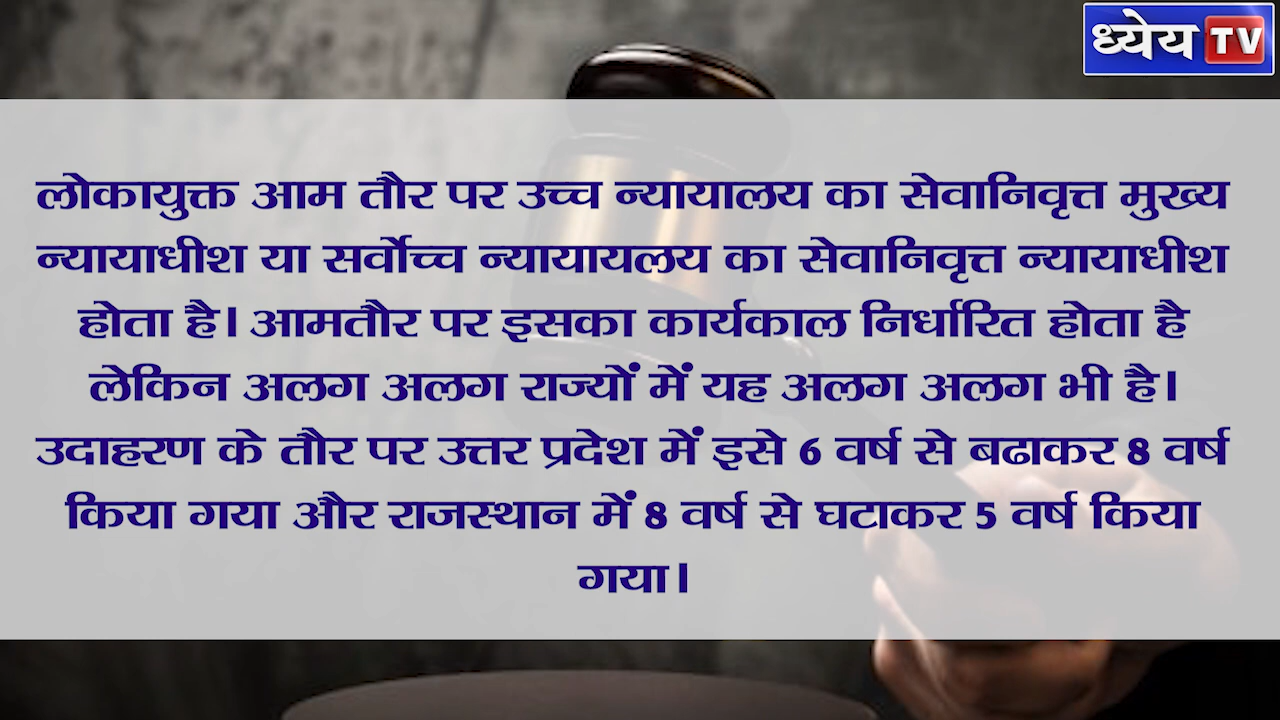 ध्येय TV
लोकायुक्त आम तौर पर उच्च न्यायालय का सेवानिवृत्त मुख्य
न्यायाधीश या सर्वोच्च न्यायायलय का सेवानिवृत्त न्यायाधीश
होता है। आमतौर पर इसका कार्यकाल निर्धारित होता है
लेकिन अलग अलग राज्यों में यह अलग अलग भी है।
उदाहरण के तौर पर उत्तर प्रदेश में इसे 6 वर्ष से बढाकर 8 वर्ष
किया गया और राजस्थान में 8 वर्ष से घटाकर 5 वर्ष किया
गया।